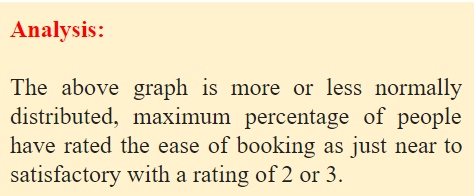 Analysis:
The above graph is more or less normally
distributed, maximum percentage of people
have rated the ease of booking as just near to
satisfactory with a rating of 2 or 3.